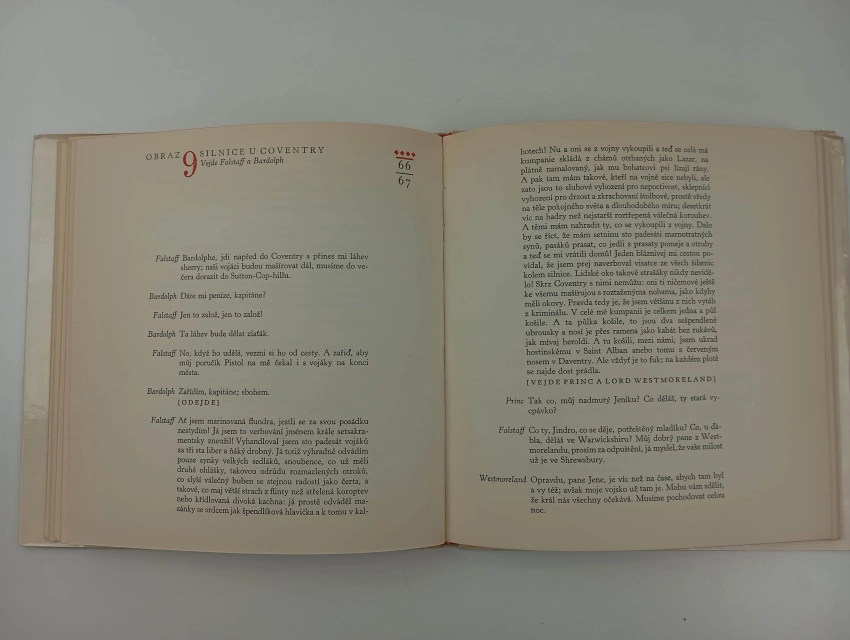 OBRAZ 9 SILNICE U COVENTRY
Vejde Falstaff a Bardolph
66
67
Falstaff Bardolphe, jdi napřed do Coventry a přines mi láhev
sherry; naši vojáci budou mašírovat dál, musíme do ve-
čera dorazit do Sutton-Cop-hillu.
Bardolph Dáte mi peníze, kapitáne?
Falstaff Jen to založ, jen to založ!
Bardolph Ta láhev bude dělat zlaťák.
Falstaff No, když ho udělá, vezmi si ho od cesty. A zařiď, aby
můj poručík Pistol na mě čekal i s vojáky na konci
města.
Bardolph Zařídím, kapitáne; sbohem.
[ODEJDE]
Falstaff Ať jsem marinovaná flundra, jestli se za svou posádku
nestydím! Já jsem to verbování jménem krále setsakra-
mentsky zneužil! Vyhandloval jsem sto padesát vojáků
za tři sta liber a ňáký drobný. Já totiž výhradně odvádím
pouze synky velkých sedláků, snoubence, co už měli
druhé ohlášky, takovou odrůdu rozmazlených otroků,
co slyší válečný buben se stejnou radostí jako čerta, a
takové, co maj větší strach z flinty než střelená koroptev
nebo křídlovaná divoká kachna: já prostě odváděl ma-
zánky se srdcem jak špendlíková hlavička a k tomu v kal-
hotech! Nu a oni se z vojny vykoupili a teď se celá má
kumpanie skládá z chámů otrhaných jako Lazar, na
plátně namalovaný, jak mu bohatcovi psi lízají rány.
A pak tam mám takové, kteří na vojně sice nebyli, ale
zato jsou to sluhové vyhození pro nepoctivost, sklepníci
vyhození pro drzost a zkrachovaní štolbové, prostě vředy
na těle pokojného světa a dlouhodobého míru; desetkrát
víc na hadry než nejstarší roztřepená válečná korouhev.
A těmi mám nahradit ty, co se vykoupili z vojny. Dalo
by se říct, že mám setninu sto padesáti marnotratných
synů, pasáků prasat, co jedli s prasaty pomeje a otruby
a teď se mi vrátili domů! Jeden bláznivej mi cestou po-
vídal, že jsem prej naverboval visatce ze všech šibenic
kolem silnice. Lidské oko takové strašáky nikdy nevidě-
lo! Skrz Coventry s nimi nemůžu: oni ti ničemové ještě
ke všemu mašírujou s roztaženýma nohama, jako kdyby
měli okovy. Pravda tedy je, že jsem většinu z nich vytáh
z kriminálu. V celé mé kumpanii je celkem jedna a půl
košile. A ta půlka košile, to jsou dva sešpendlené
ubrousky a nosí je přes ramena jako kabát bez rukávů,
jak mívaj heroldi. A tu košili, mezi námi, jsem ukrad
hostinskému v Saint Alban anebo tomu s červeným
nosem v Daventry. Ale vždyť je to fuk; na každém plotě
se najde dost prádla.
[VEJDE PRINC A LORD WESTMORELAND]
Princ Tak co, můj nadmutý Jeníku? Co děláš, ty stará vy-
cpávko?
Falstaff Co ty, Jindro, co se děje, potřeštěný mladíku? Co, u ďá-
bla, děláš ve Warwickshiru? Můj dobrý pane z West-
morelandu, prosím za odpuštění, já myslel, že vaše milost
už je ve Shrewsbury.
Westmoreland Opravdu, pane Jene, je víc než na čase, abych tam byl
a vy též; avšak moje vojsko už tam je. Mohu vám sdělit,
že král nás všechny očekává. Musíme pochodovat celou
noc.